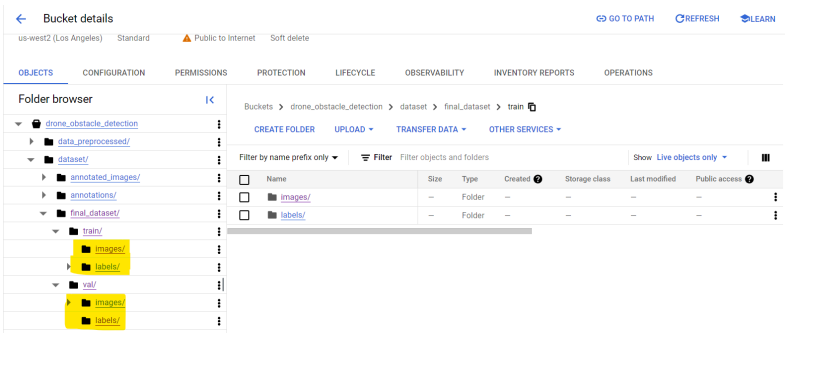 Bucket details
GO TO PATH
REFRESH
LEARN
us-west2 (Los Angeles) Standard Public to Internet Soft delete
OBJECTS CONFIGURATION PERMISSIONS PROTECTION LIFECYCLE OBSERVABILITY INVENTORY REPORTS OPERATIONS
Folder browser
drone_obstacle_detection
data_preprocessed/
dataset/
annotated_images/
annotations/
final_dataset/
train/
images/
labels/
val/
images/
labels/
Buckets > drone_obstacle_detection > dataset > final_dataset > train
CREATE FOLDER UPLOAD TRANSFER DATA OTHER SERVICES
Filter by name prefix only Filter Filter objects and folders Show Live objects only
Name Size Type Created Storage class Last modified Public access
images/ — Folder — — — —
labels/ — Folder — — — —